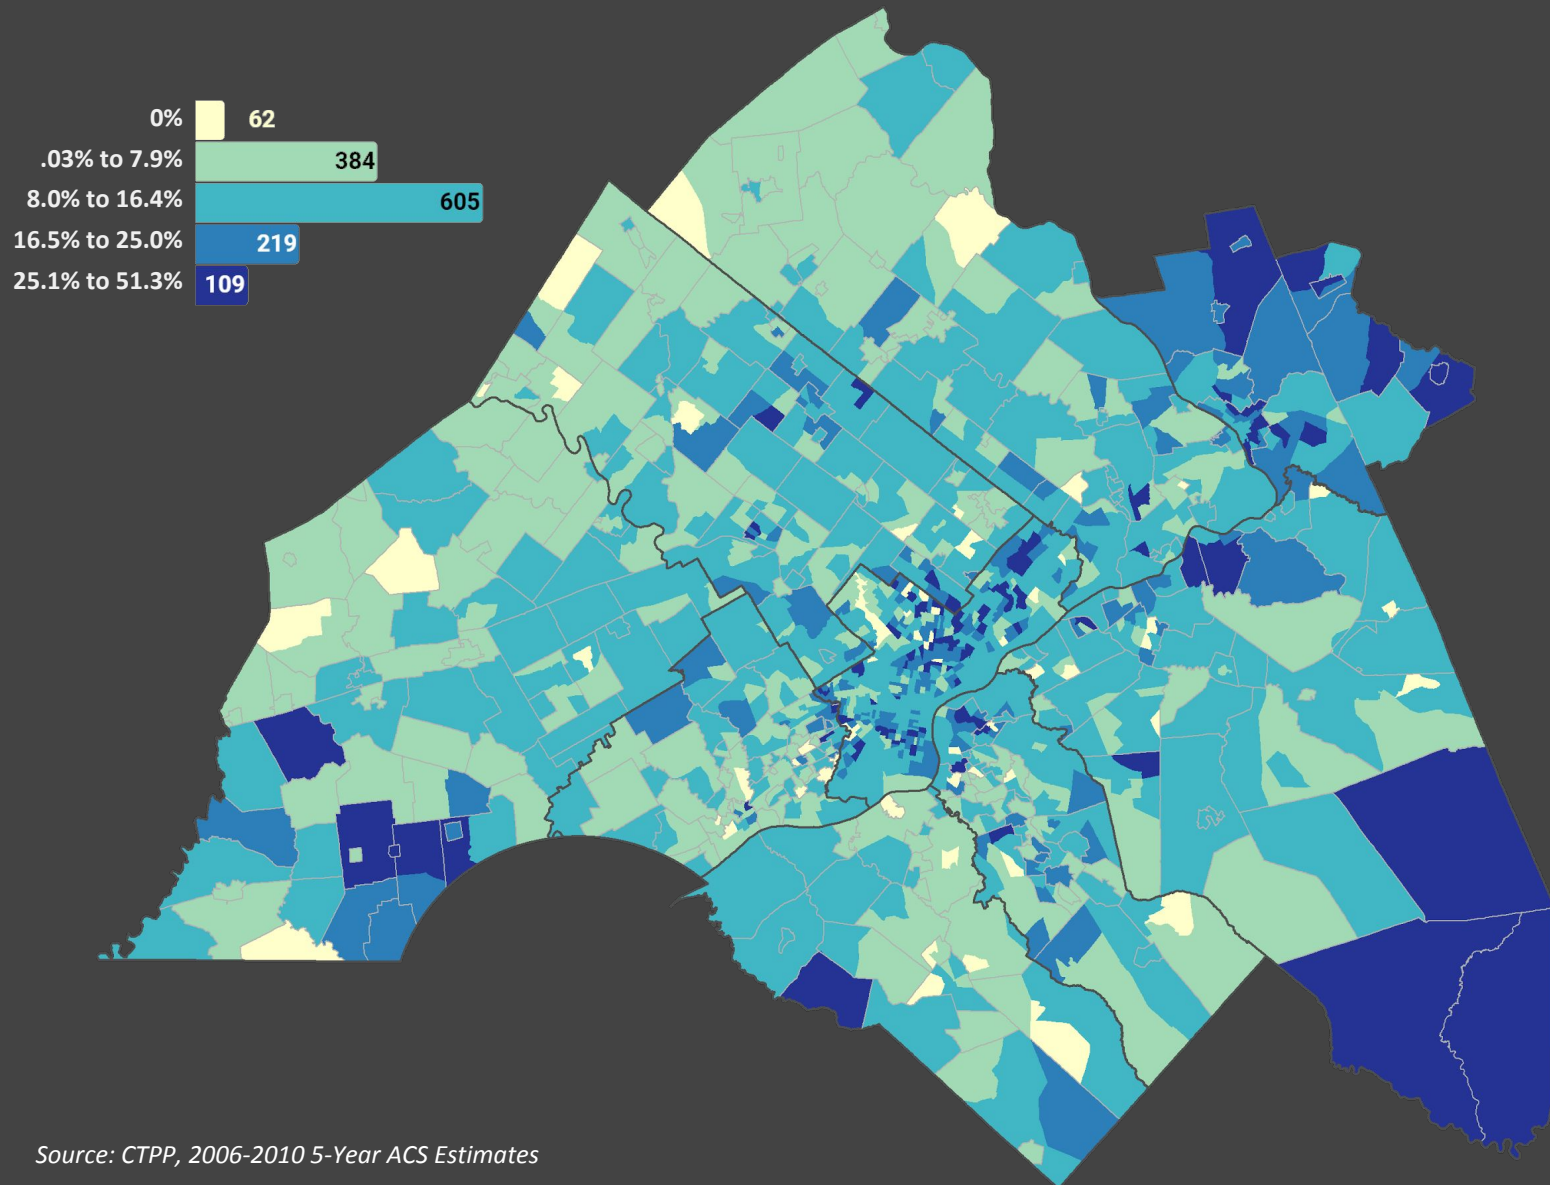 0% 62
.03% to 7.9% 384
8.0% to 16.4% 605
16.5% to 25.0% 219
25.1% to 51.3% 109
Source: CTPP, 2006-2010 5-Year ACS Estimates